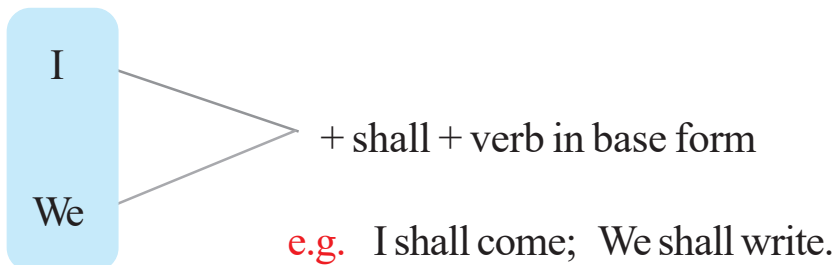 I
+ shall + verb in base form
We
e.g. I shall come; We shall write.